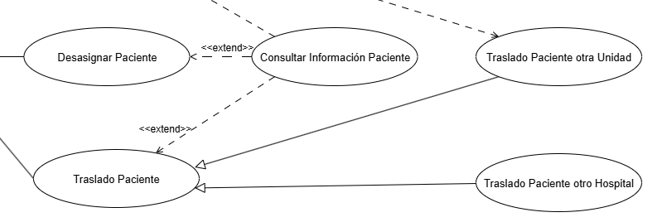 <<extend>>
Desasignar Paciente
Consultar Información Paciente
Traslado Paciente otra Unidad
<<extend>>
Traslado Paciente
Traslado Paciente otro Hospital